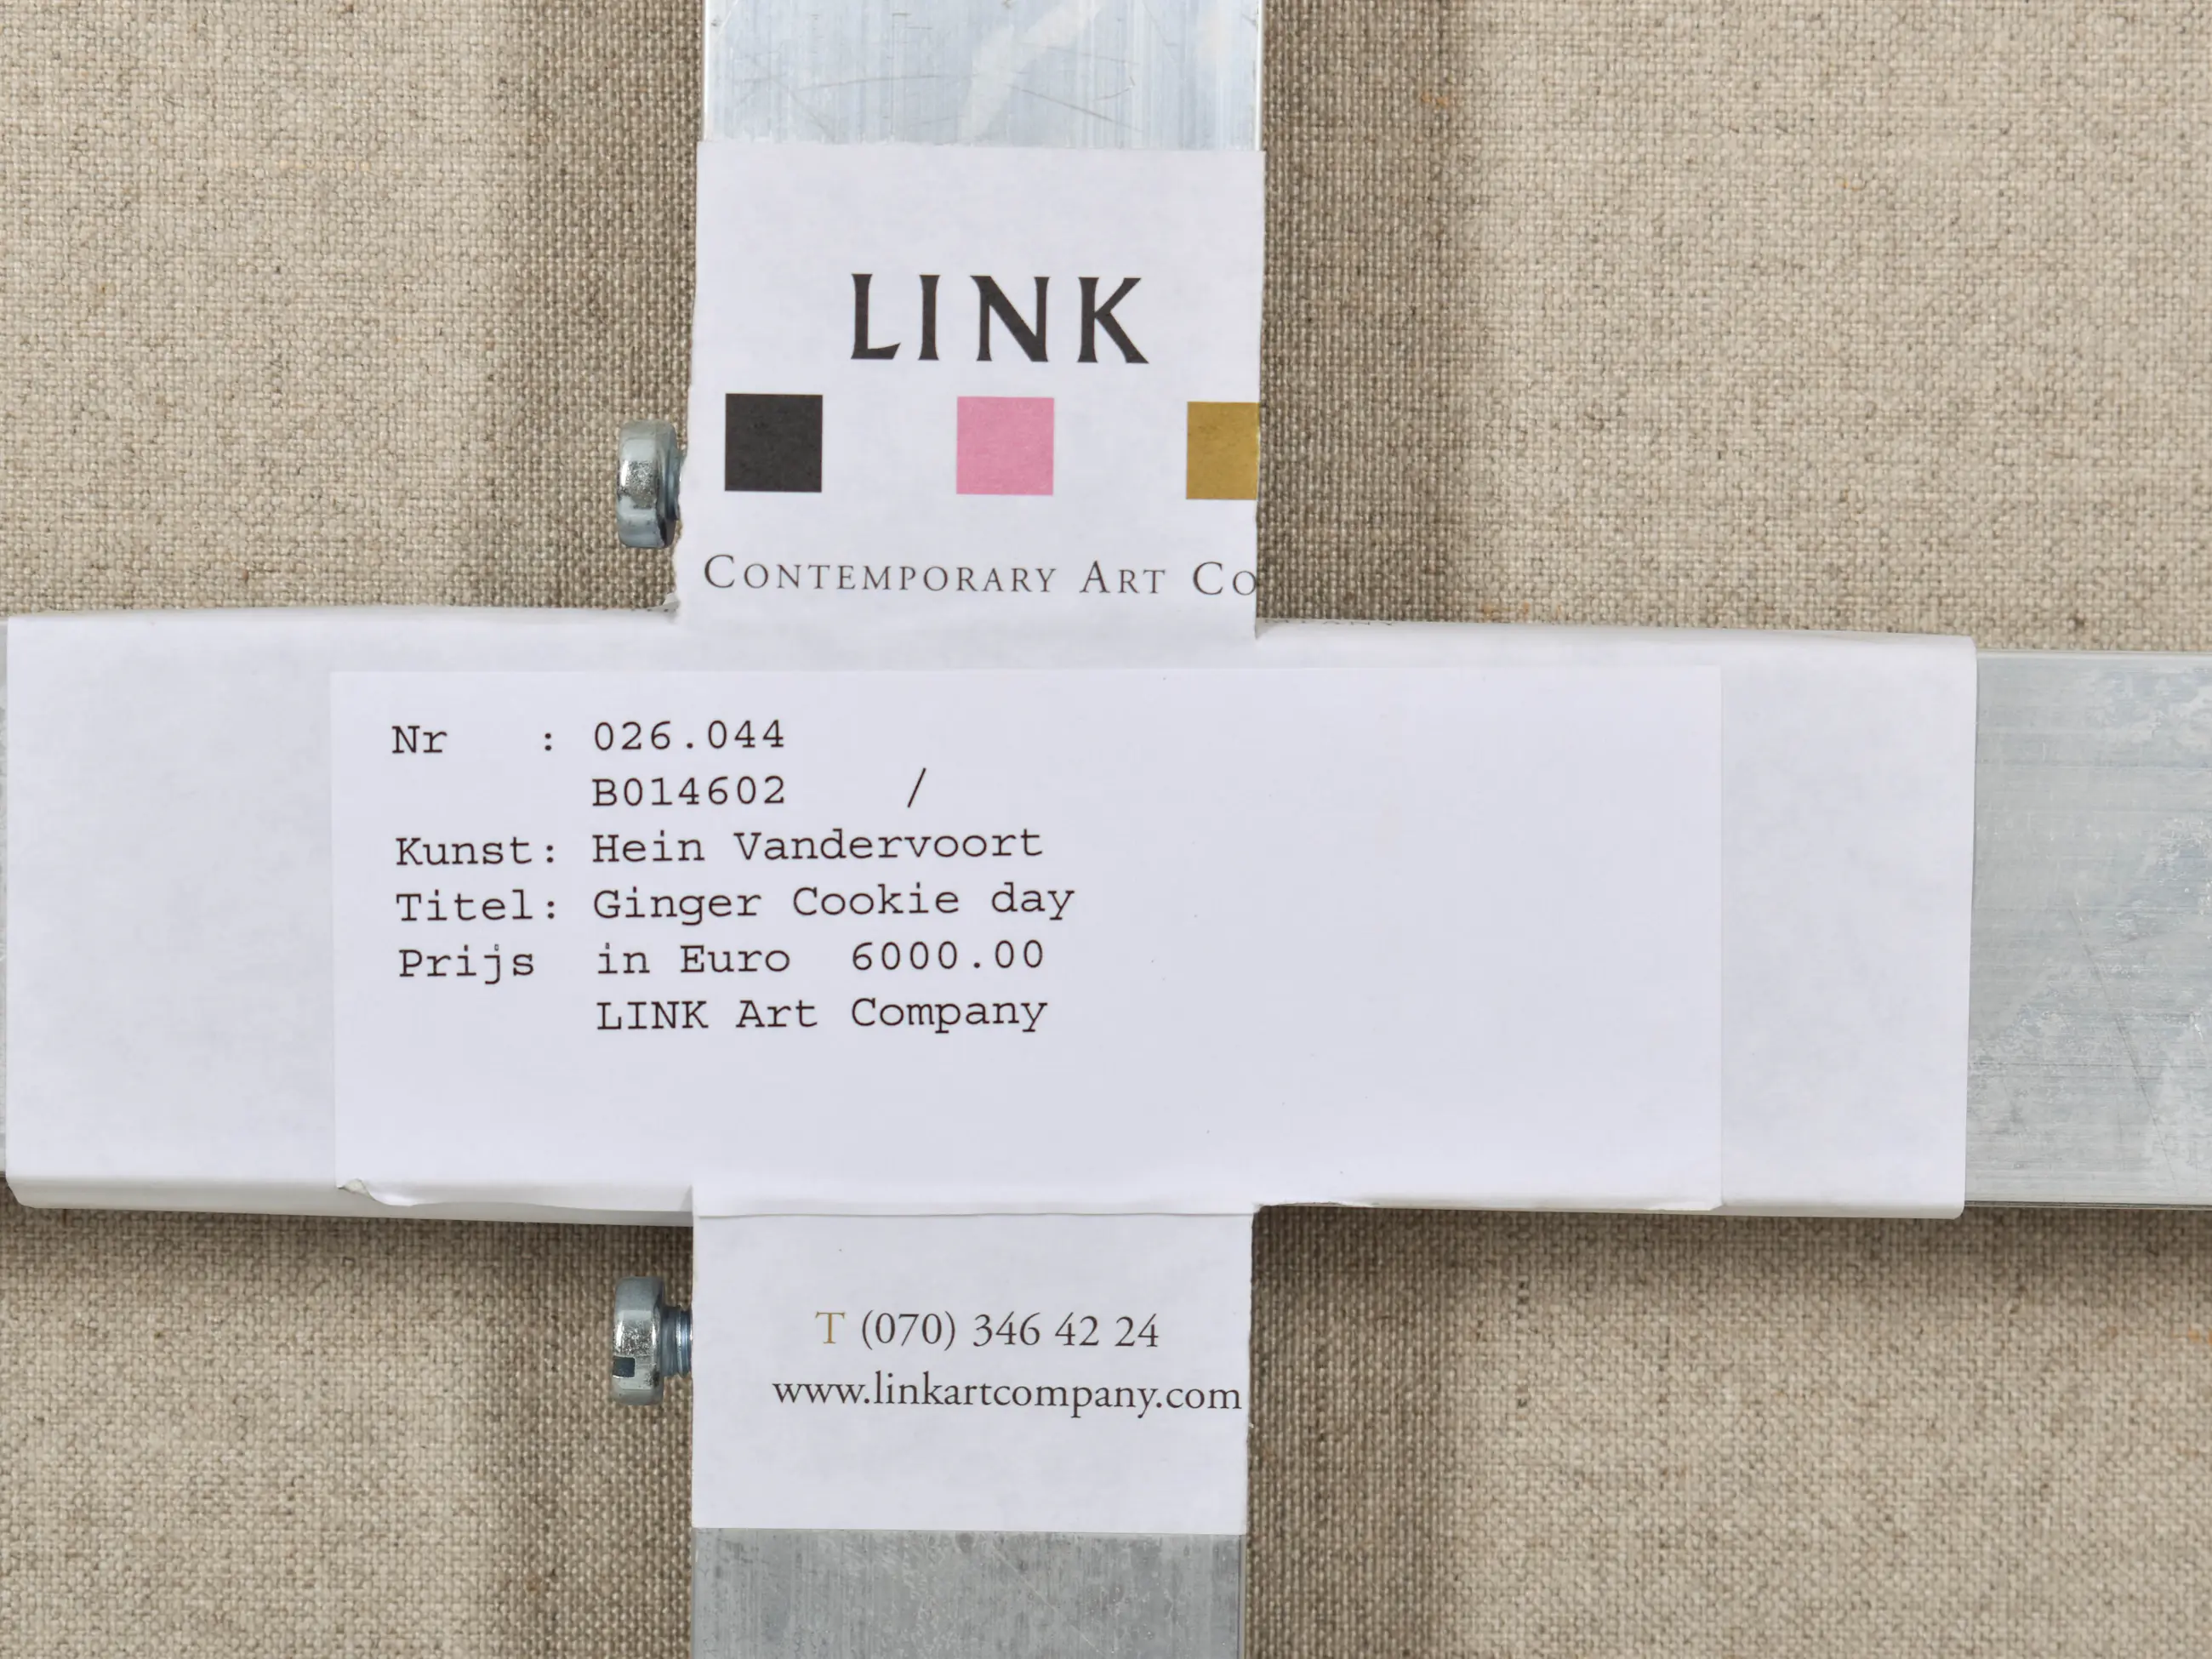 LINK
CONTEMPORARY ART CO
Nr : 026.044
B014602 /
Kunst: Hein Vandervoort
Titel: Ginger Cookie day
Prijs in Euro 6000.00
LINK Art Company
T (070) 346 42 24
www.linkartcompany.com